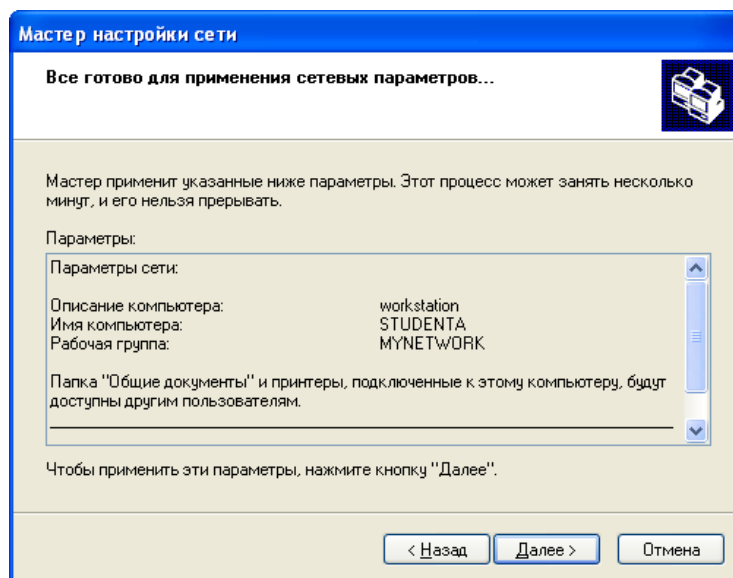 Мастер настройки сети
Все готово для применения сетевых параметров...
Мастер применит указанные ниже параметры. Этот процесс может занять несколько
минут, и его нельзя прерывать.
Параметры:
Параметры сети:
Описание компьютера: workstation
Имя компьютера: STUDENTA
Рабочая группа: MYNETWORK
Папка "Общие документы" и принтеры, подключенные к этому компьютеру, будут
доступны другим пользователям.
Чтобы применить эти параметры, нажмите кнопку "Далее".
< Назад Далее > Отмена